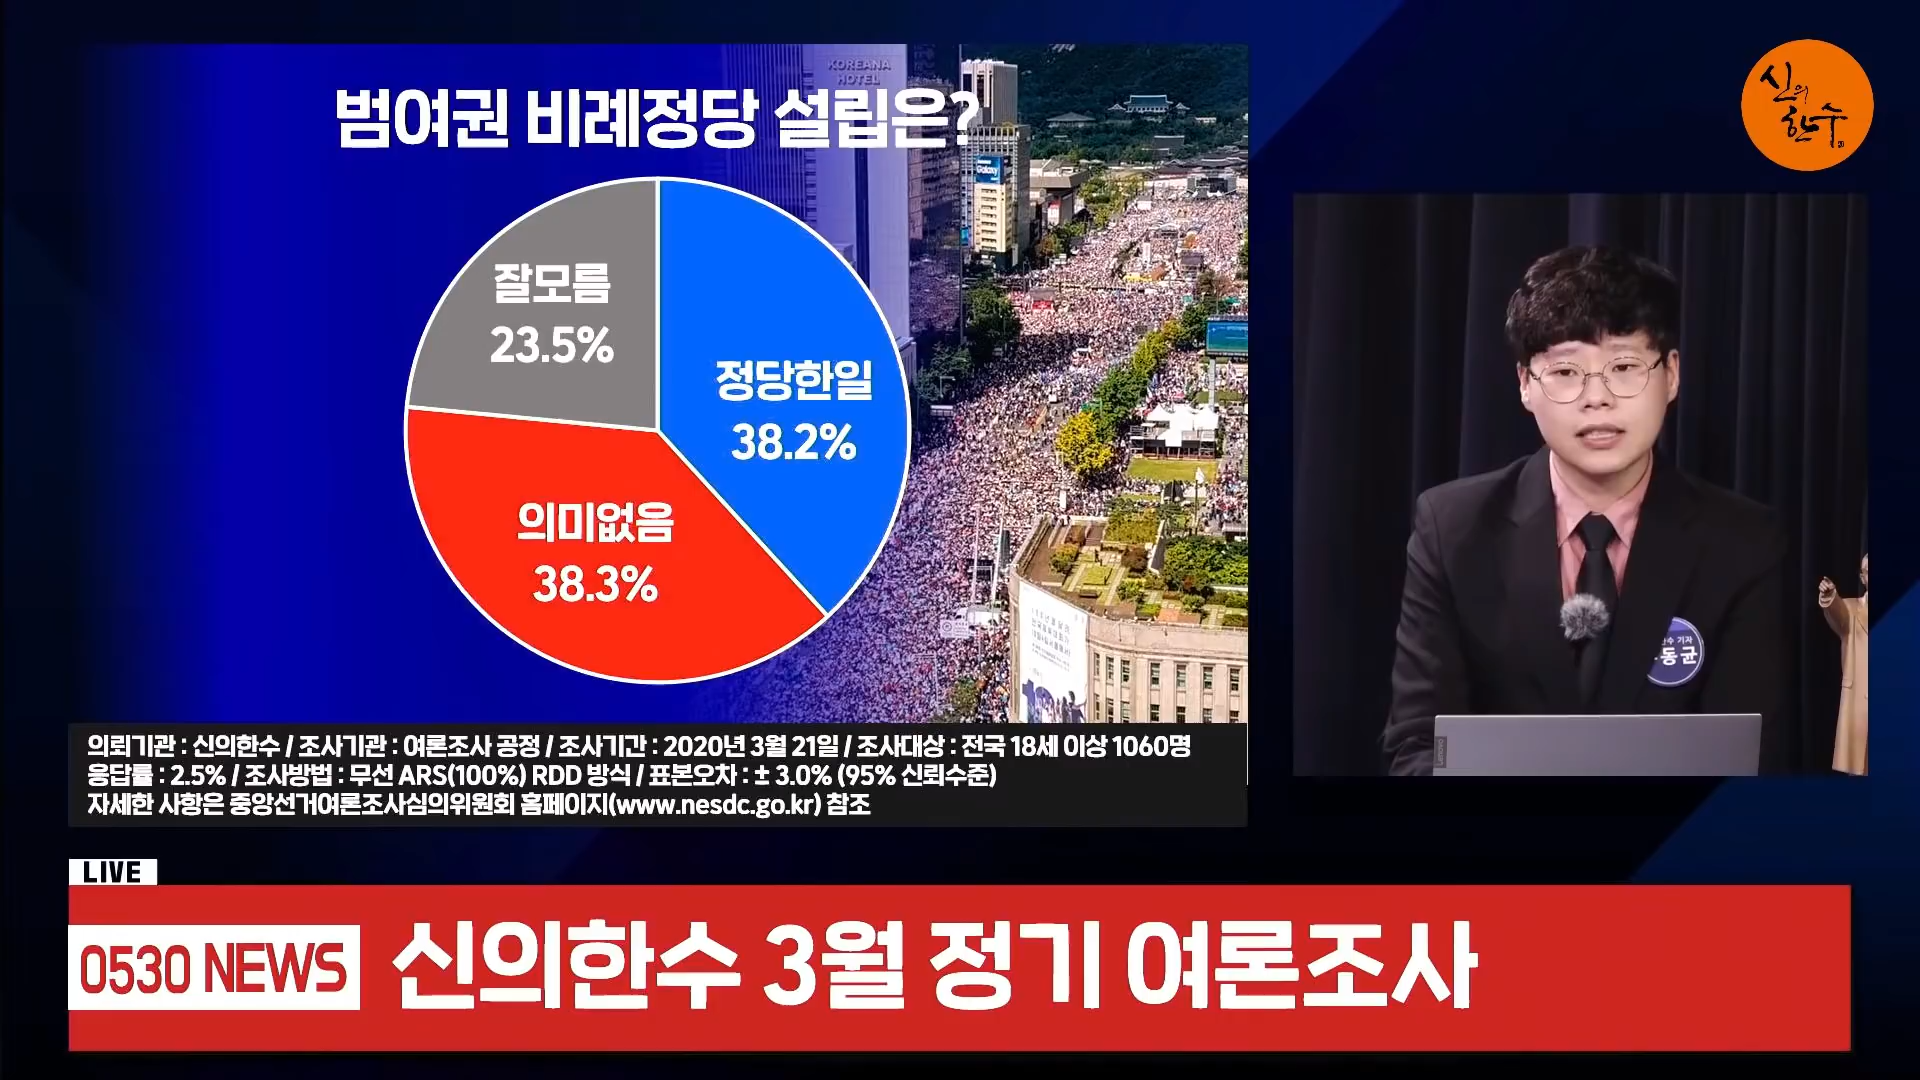 KOREANA
HOTEL
범여권 비례정당 설립은?
Galaxy
잘모름
23.5%
정당한일
38.2%
의미없음
38.3%
의뢰기관 : 신의한수 / 조사기관 : 여론조사 공정 / 조사기간 : 2020년 3월 21일 / 조사대상 : 전국 18세 이상 1060명
응답률 : 2.5% / 조사방법 : 무선 ARS(100%) RDD 방식 / 표본오차 : ± 3.0% (95% 신뢰수준)
자세한 사항은 중앙선거여론조사심의위원회 홈페이지(www.nesdc.go.kr) 참조
신의
한수
기자
동균
Lenovo
LIVE
0530 NEWS
신의한수 3월 정기 여론조사